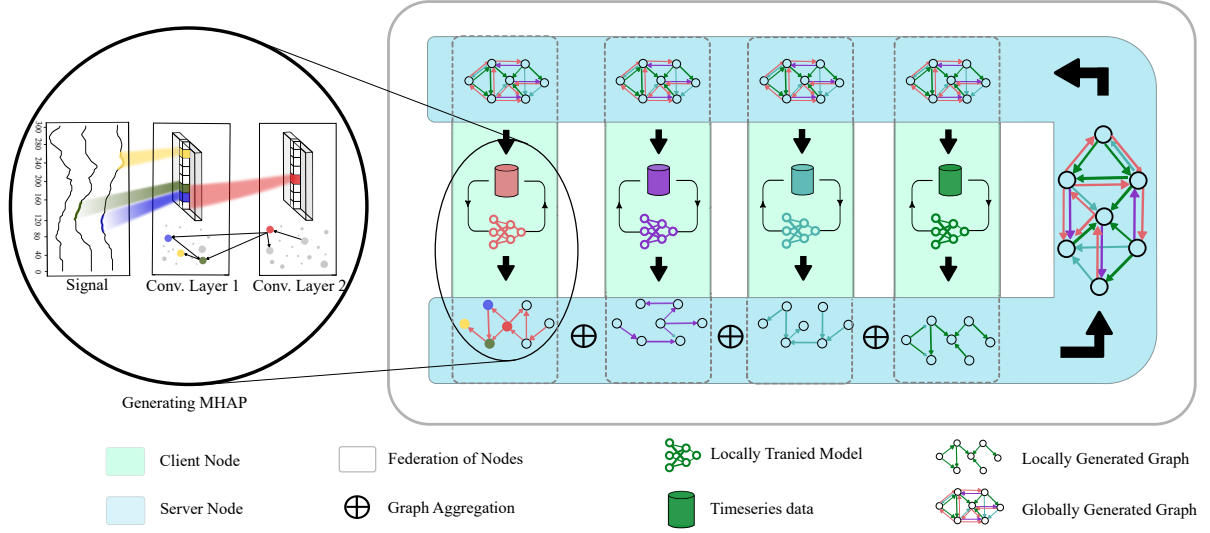 300
280
240
200
160
120
80
40
0
Signal
Conv. Layer 1
Conv. Layer 2
Generating MHAP
Client Node
Federation of Nodes
Locally Tranied Model
Locally Generated Graph
Server Node
Graph Aggregation
Timeseries data
Globally Generated Graph